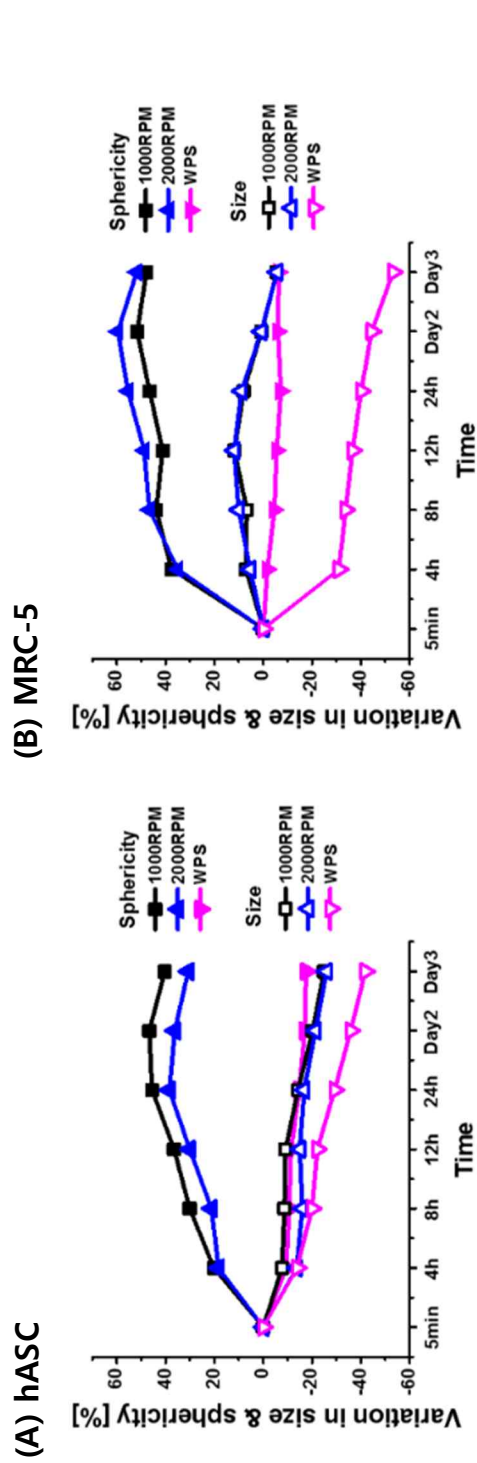 (A) hASC
Variation in size & sphericity [%]
60
40
20
0
-20
-40
-60
5min 4h 8h 12h 24h Day2 Day3
Time
Sphericity
1000RPM
2000RPM
WPS
Size
1000RPM
2000RPM
WPS
(B) MRC-5
Variation in size & sphericity [%]
60
40
20
0
-20
-40
-60
5min 4h 8h 12h 24h Day2 Day3
Time
Sphericity
1000RPM
2000RPM
WPS
Size
1000RPM
2000RPM
WPS